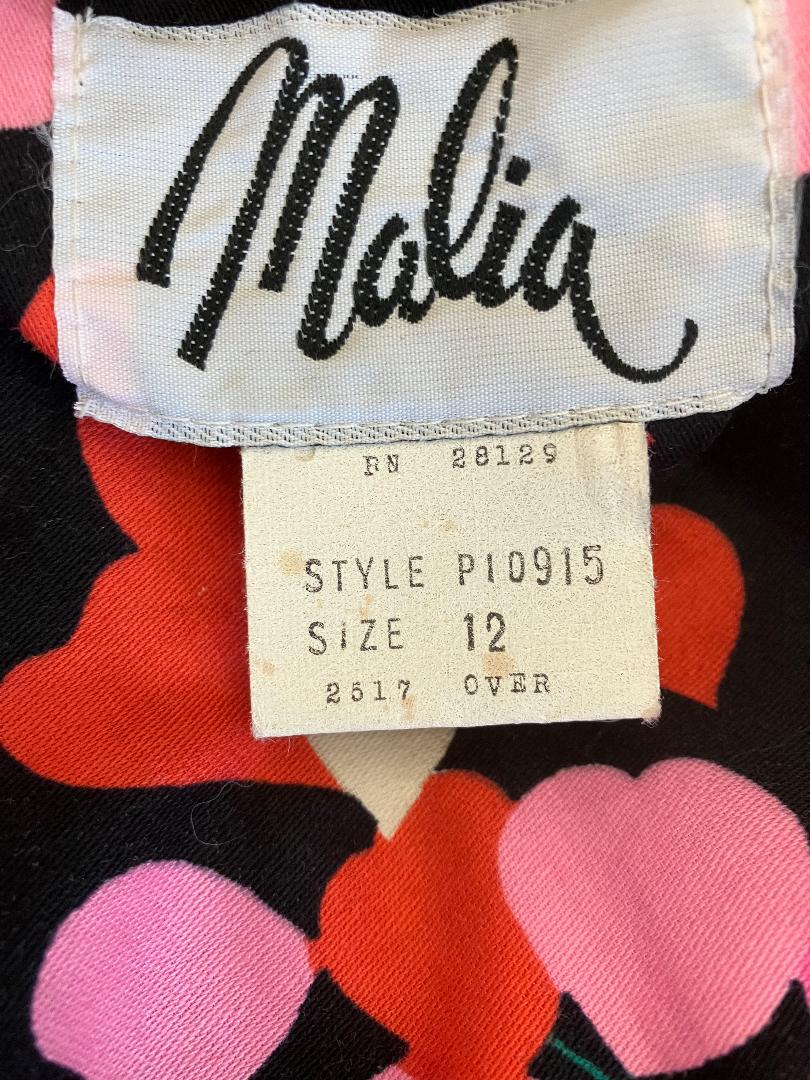 Malia
RN 28129
STYLE P10915
SIZE 12
2517 OVER